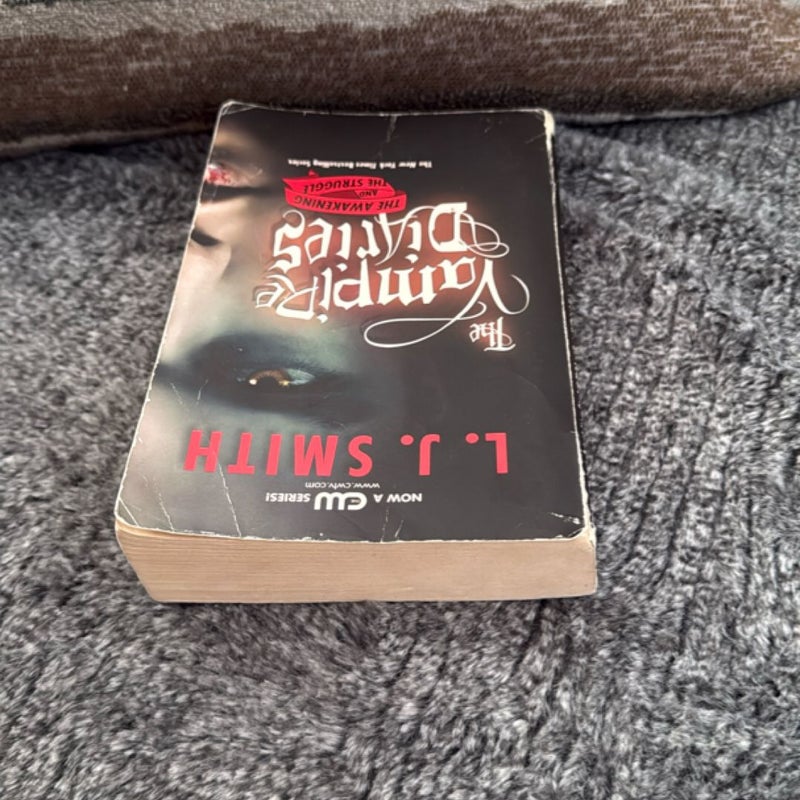 NOW A CW SERIES!
www.cwtv.com
L. J. SMITH
The
Vampire
Diaries
THE AWAKENING
AND
THE STRUGGLE
The New York Times Bestselling Series